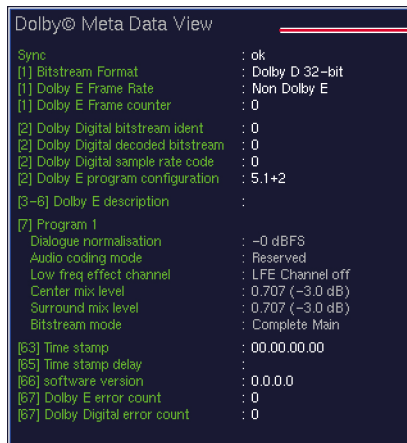 Dolby© Meta Data View
Sync : ok
[1] Bitstream Format : Dolby D 32-bit
[1] Dolby E Frame Rate : Non Dolby E
[1] Dolby E Frame counter : 0
[2] Dolby Digital bitstream ident : 0
[2] Dolby Digital decoded bitstream : 0
[2] Dolby Digital sample rate code : 0
[2] Dolby E program configuration : 5.1+2
[3-6] Dolby E description :
[7] Program 1
Dialogue normalisation : -0 dBFS
Audio coding mode : Reserved
Low freq effect channel : LFE Channel off
Center mix level : 0.707 (-3.0 dB)
Surround mix level : 0.707 (-3.0 dB)
Bitstream mode : Complete Main
[63] Time stamp : 00.00.00.00
[65] Time stamp delay :
[66] software version : 0.0.0.0
[67] Dolby E error count : 0
[67] Dolby Digital error count : 0